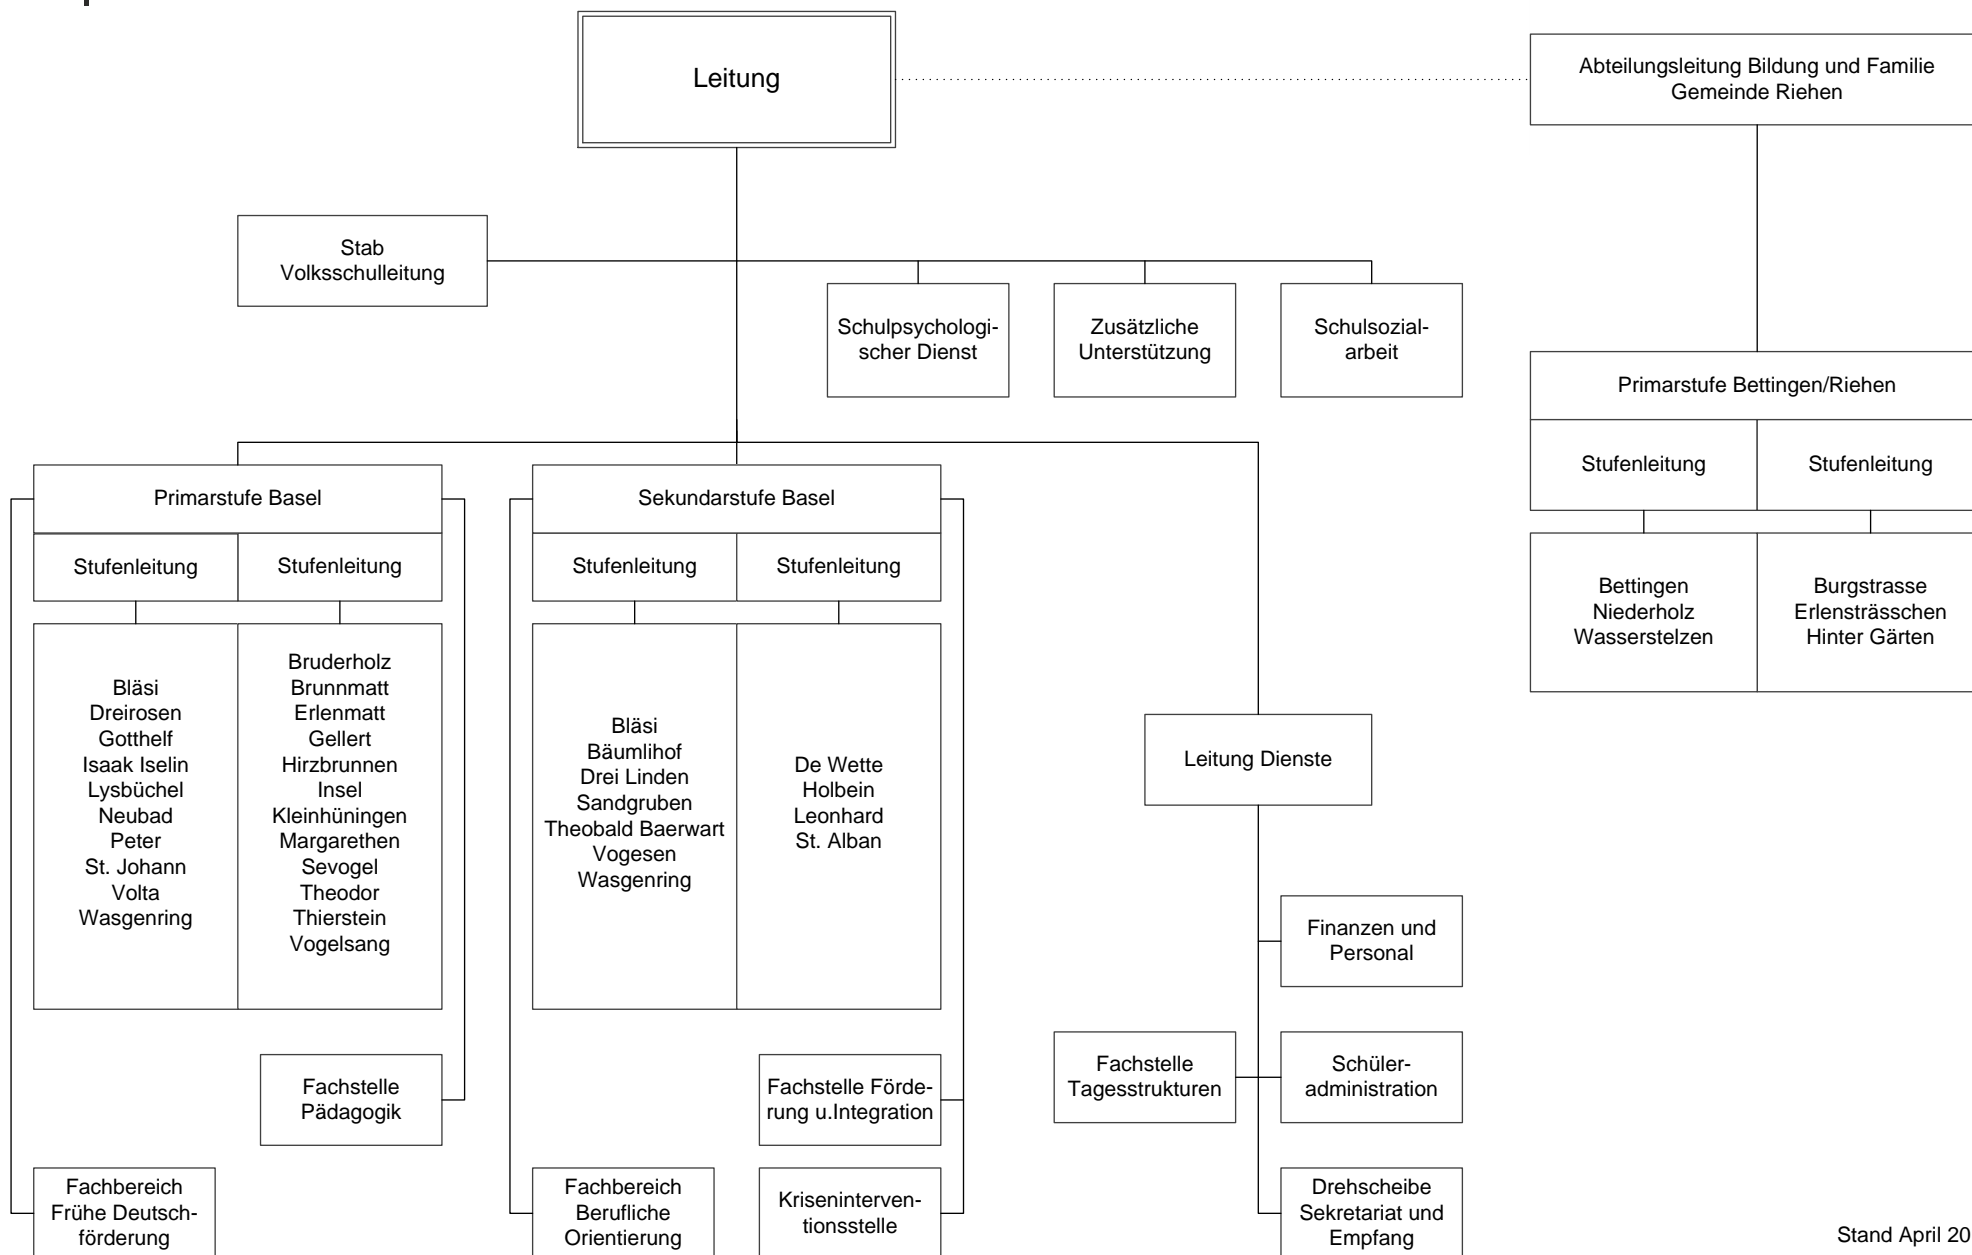 Leitung
Abteilungsleitung Bildung und Familie
Gemeinde Riehen
Stab
Volksschulleitung
Schulpsychologi-
scher Dienst
Zusätzliche
Unterstützung
Schulsozial-
arbeit
Primarstufe Bettingen/Riehen
Stufenleitung
Stufenleitung
Bettingen
Niederholz
Wasserstelzen
Burgstrasse
Erlensträsschen
Hinter Gärten
Primarstufe Basel
Stufenleitung
Stufenleitung
Bläsi
Dreirosen
Gotthelf
Isaak Iselin
Lysbüchel
Neubad
Peter
St. Johann
Volta
Wasgenring
Bruderholz
Brunnmatt
Erlenmatt
Gellert
Hirzbrunnen
Insel
Kleinhüningen
Margarethen
Sevogel
Theodor
Thierstein
Vogelsang
Fachstelle
Pädagogik
Fachbereich
Frühe Deutsch-
förderung
Sekundarstufe Basel
Stufenleitung
Stufenleitung
Bläsi
Bäumlihof
Drei Linden
Sandgruben
Theobald Baerwart
Vogesen
Wasgenring
De Wette
Holbein
Leonhard
St. Alban
Fachstelle Förde-
rung u.Integration
Fachbereich
Berufliche
Orientierung
Kriseninterven-
tionsstelle
Leitung Dienste
Finanzen und
Personal
Fachstelle
Tagesstrukturen
Schüler-
administration
Drehscheibe
Sekretariat und
Empfang
Stand April 20